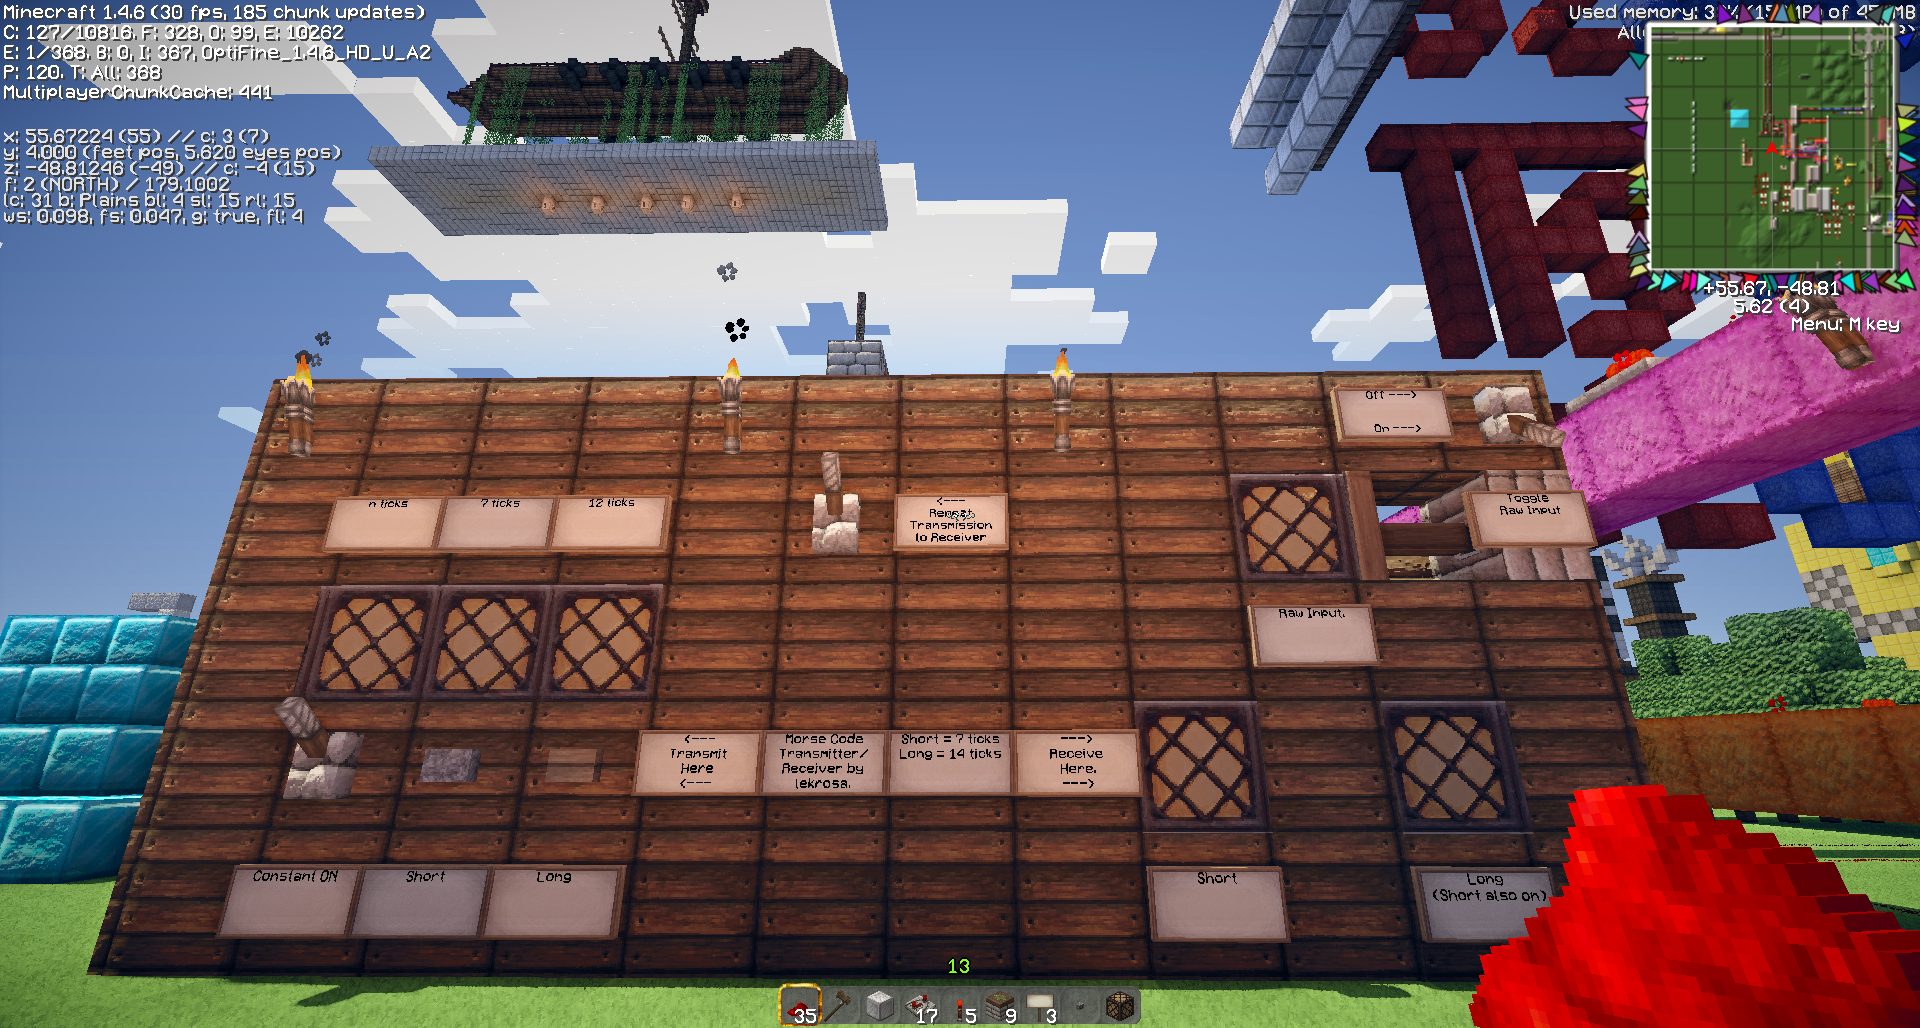 Minecraft 1.4.6 (30 fps, 185 chunk updates)
C: 127/10816. F: 328, O: 99, E: 10262
E: 1/368. B: 0, I: 367, OptiFine_1.4.6_HD_U_A2
P: 120. T: All: 368
MultiplayerChunkCache: 441
x: 55.67224 (55) // c: 3 (7)
y: 4.000 (feet pos, 5.620 eyes pos)
z: -48.81246 (-49) // c: -4 (15)
f: 2 (NORTH) / 179.1002
lc: 31 b: Plains bl: 4 sl: 15 rl: 15
ws: 0.098, fs: 0.047, g: true, fl: 4
Used memory:
of
MB
+55.67, -48.81
5.62 (4)
Menu: M key
Off --->
On --->
n ticks
7 ticks
12 ticks
<---
Repeat
Transmission
to Receiver
Toggle
Raw Input
Raw Input.
<---
Transmit
Here
<---
Morse Code
Transmitter/
Receiver by
lekrosa.
Short = 7 ticks
Long = 14 ticks
--->
Receive
Here.
--->
Constant ON
Short
Long
Short
Long
(Short also on)
13
35
17
5
9
3